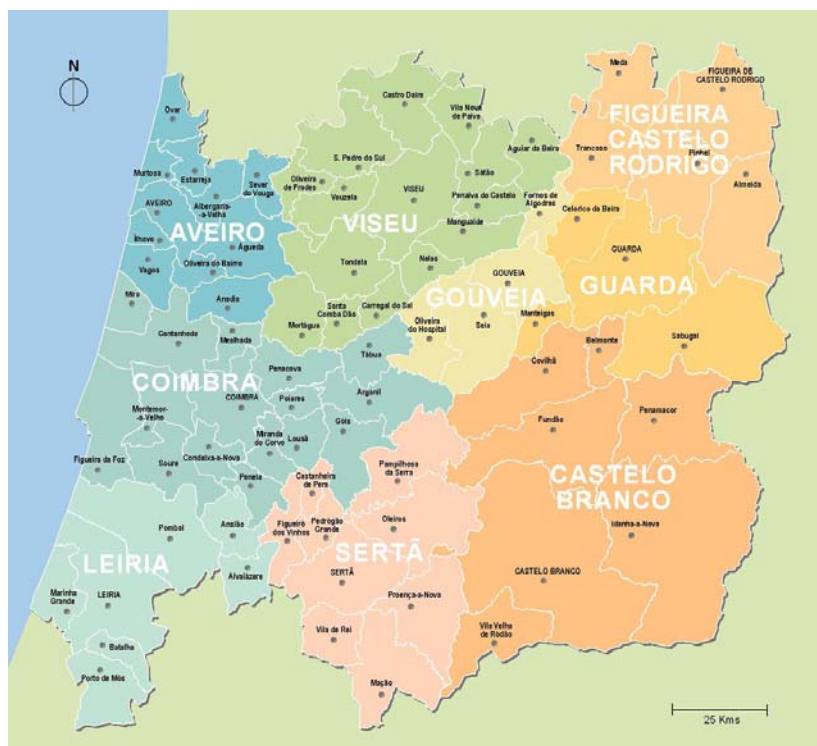 N
Ovar
Murtosa
Estarreja
Sever
do Vouga
Albergaria-
-a-Velha
AVEIRO
AVEIRO
Ílhavo
Águeda
Vagos
Oliveira do Bairro
Anadia
Castro Daire
Vila Nova
de Paiva
Aguiar da Beira
S. Pedro do Sul
Oliveira
de Frades
Vouzela
VISEU
Sátão
Penalva do Castelo
Fornos de
Algodres
VISEU
Mangualde
Tondela
Nelas
Santa
Comba Dão
Carregal do Sal
Mortágua
Meda
FIGUEIRA DE
CASTELO RODRIGO
FIGUEIRA
CASTELO
RODRIGO
Trancoso
Pinhel
Almeida
Celorico da Beira
GUARDA
GUARDA
Manteigas
Sabugal
GOUVEIA
GOUVEIA
Oliveira
do Hospital
Seia
Mira
Cantanhede
Mealhada
Tábua
Penacova
COIMBRA
COIMBRA
Poiares
Arganil
Montemor-
-a-Velho
Miranda
do Corvo
Lousã
Góis
Figueira da Foz
Soure
Condeixa-a-Nova
Penela
Covilhã
Belmonte
Fundão
Penamacor
CASTELO
BRANCO
Idanha-a-Nova
CASTELO BRANCO
Vila Velha
de Ródão
Pampilhosa
da Serra
Castanheira
de Pera
Figueiró
dos Vinhos
Pedrógão
Grande
Oleiros
SERTÃ
SERTÃ
Proença-a-Nova
Vila de Rei
Mação
Pombal
Ansião
LEIRIA
Alvaiázere
Marinha
Grande
LEIRIA
Batalha
Porto de Mós
25 Kms